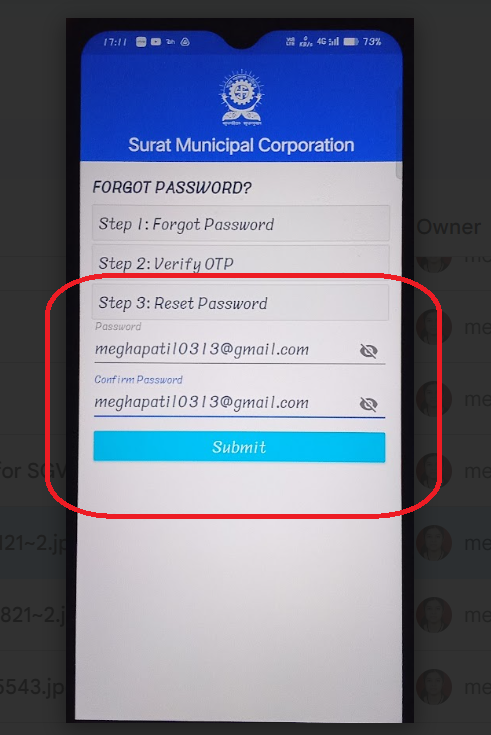 17:11
4G
73%
Surat Municipal Corporation
FORGOT PASSWORD?
Step 1: Forgot Password
Step 2: Verify OTP
Step 3: Reset Password
Password
meghapatil0313@gmail.com
Confirm Password
meghapatil0313@gmail.com
Submit
Owner
me
me
me
for SGV
me
121~2.jp
me
821~2.j
me
5543.jp
me